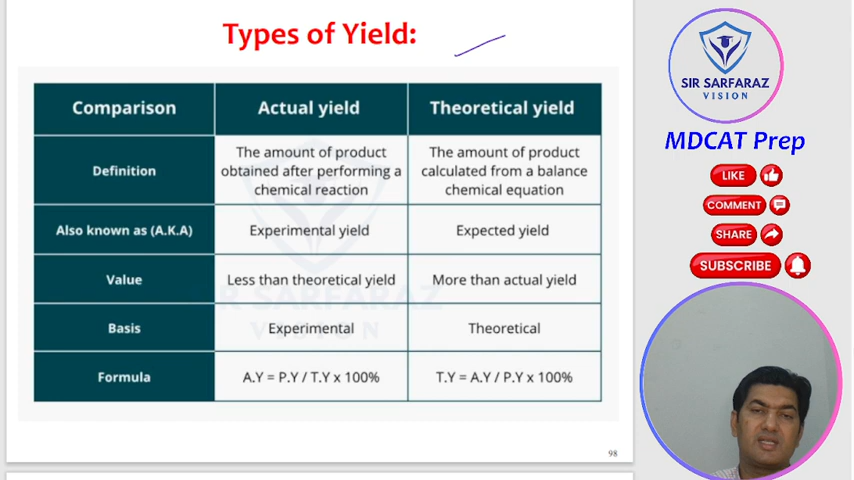 Types of Yield:
Comparison
Actual yield
Theoretical yield
Definition
The amount of product
obtained after performing a
chemical reaction
The amount of product
calculated from a balance
chemical equation
Also known as (A.K.A)
Experimental yield
Expected yield
Value
Less than theoretical yield
More than actual yield
Basis
Experimental
Theoretical
Formula
A.Y = P.Y / T.Y x 100%
T.Y = A.Y / P.Y x 100%
SIR SARFARAZ
VISION
98
SIR SARFARAZ
VISION
MDCAT Prep
LIKE
COMMENT
SHARE
SUBSCRIBE